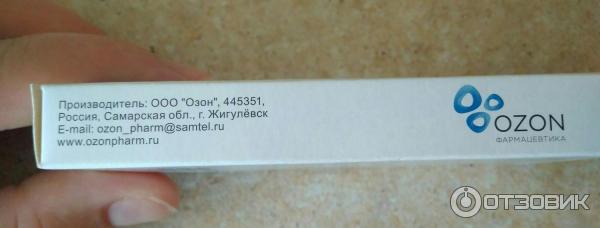 Производитель: ООО "Озон", 445351,
Россия, Самарская обл., г. Жигулёвск
E-mail: ozon_pharm@samtel.ru
www.ozonpharm.ru
OZON
ФАРМАЦЕВТИКА
ОТЗОВИК